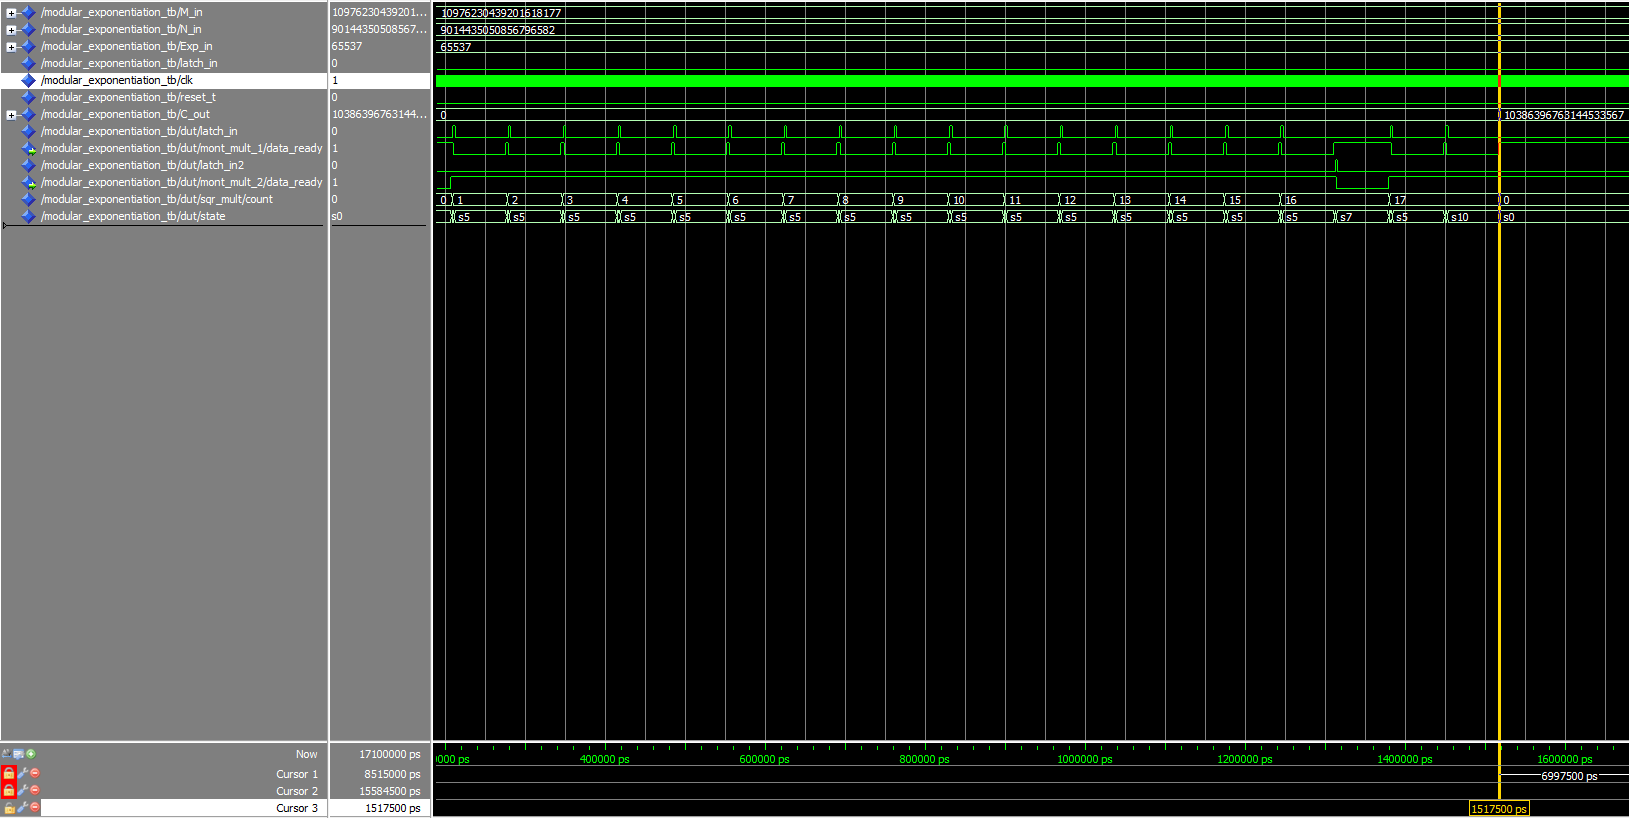 /modular_exponentiation_tb/M_in 10976230439201... 10976230439201618177
/modular_exponentiation_tb/N_in 90144350508567... 9014435050856796582
/modular_exponentiation_tb/Exp_in 65537 65537
/modular_exponentiation_tb/latch_in 0
/modular_exponentiation_tb/clk 1
/modular_exponentiation_tb/reset_t 0
/modular_exponentiation_tb/C_out 10386396763144... 0 10386396763144533567
/modular_exponentiation_tb/dut/latch_in 0
/modular_exponentiation_tb/dut/mont_mult_1/data_ready 1
/modular_exponentiation_tb/dut/latch_in2 0
/modular_exponentiation_tb/dut/mont_mult_2/data_ready 1
/modular_exponentiation_tb/dut/sqr_mult/count 0 0 1 2 3 4 5 6 7 8 9 10 11 12 13 14 15 16 17 0
/modular_exponentiation_tb/dut/state s0 s5 s5 s5 s5 s5 s5 s5 s5 s5 s5 s5 s5 s5 s5 s5 s5 s7 s5 s10 s0
Now 17100000 ps 0000 ps 400000 ps 600000 ps 800000 ps 1000000 ps 1200000 ps 1400000 ps 1600000 ps
Cursor 1 8515000 ps 6997500 ps
Cursor 2 15584500 ps
Cursor 3 1517500 ps 1517500 ps